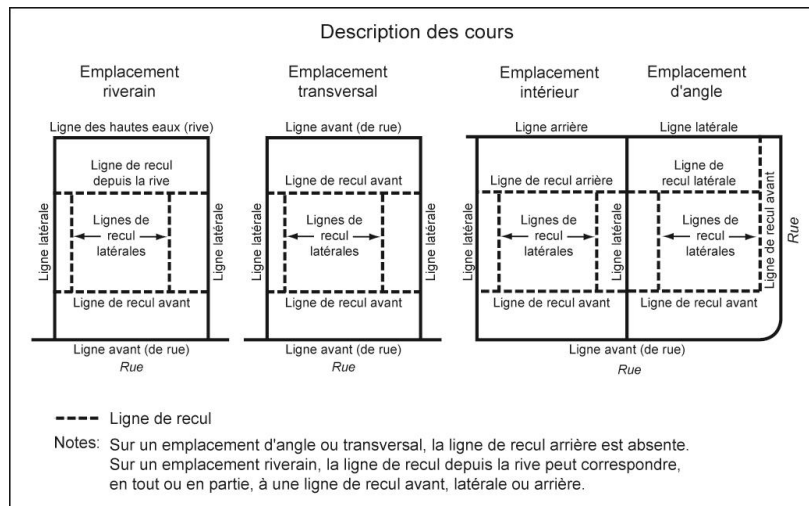 Description des cours
Emplacement
riverain
Ligne des hautes eaux (rive)
Ligne de recul
depuis la rive
Ligne latérale
Lignes de
recul
latérales
Ligne latérale
Ligne de recul avant
Ligne avant (de rue)
Rue
Emplacement
transversal
Ligne avant (de rue)
Ligne de recul avant
Ligne latérale
Lignes de
recul
latérales
Ligne latérale
Ligne de recul avant
Ligne avant (de rue)
Rue
Emplacement
intérieur
Ligne arrière
Ligne de recul arrière
Ligne latérale
Lignes de
recul
latérales
Ligne latérale
Ligne de recul avant
Emplacement
d'angle
Ligne latérale
Ligne de
recul latérale
Lignes de
recul
latérales
Ligne de recul avant
Rue
Ligne de recul avant
Ligne avant (de rue)
Rue
Ligne de recul
Notes: Sur un emplacement d'angle ou transversal, la ligne de recul arrière est absente.
Sur un emplacement riverain, la ligne de recul depuis la rive peut correspondre,
en tout ou en partie, à une ligne de recul avant, latérale ou arrière.